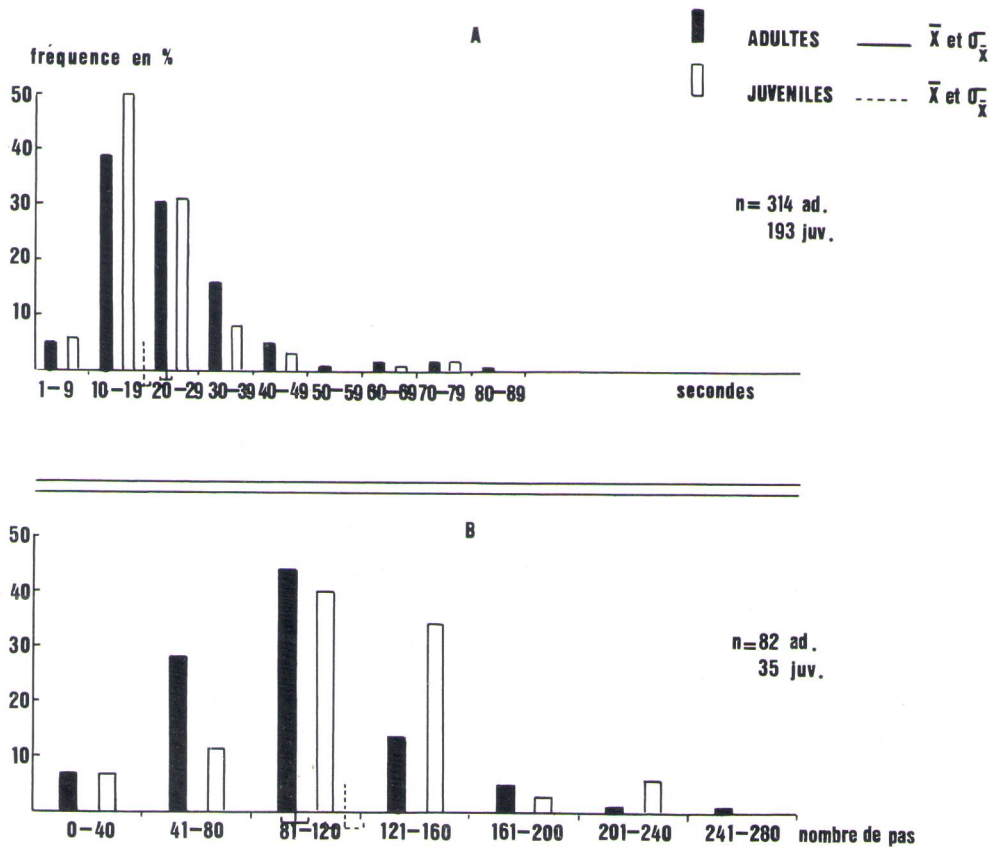 A
ADULTES X̄ et σx̄
JUVENILES X̄ et σx̄
fréquence en %
50
40
30
20
10
n= 314 ad.
193 juv.
1–9 10–19 20–29 30–39 40–49 50–59 60–69 70–79 80–89 secondes
B
50
40
30
20
10
n=82 ad.
35 juv.
0–40 41–80 81–120 121–160 161–200 201–240 241–280 nombre de pas